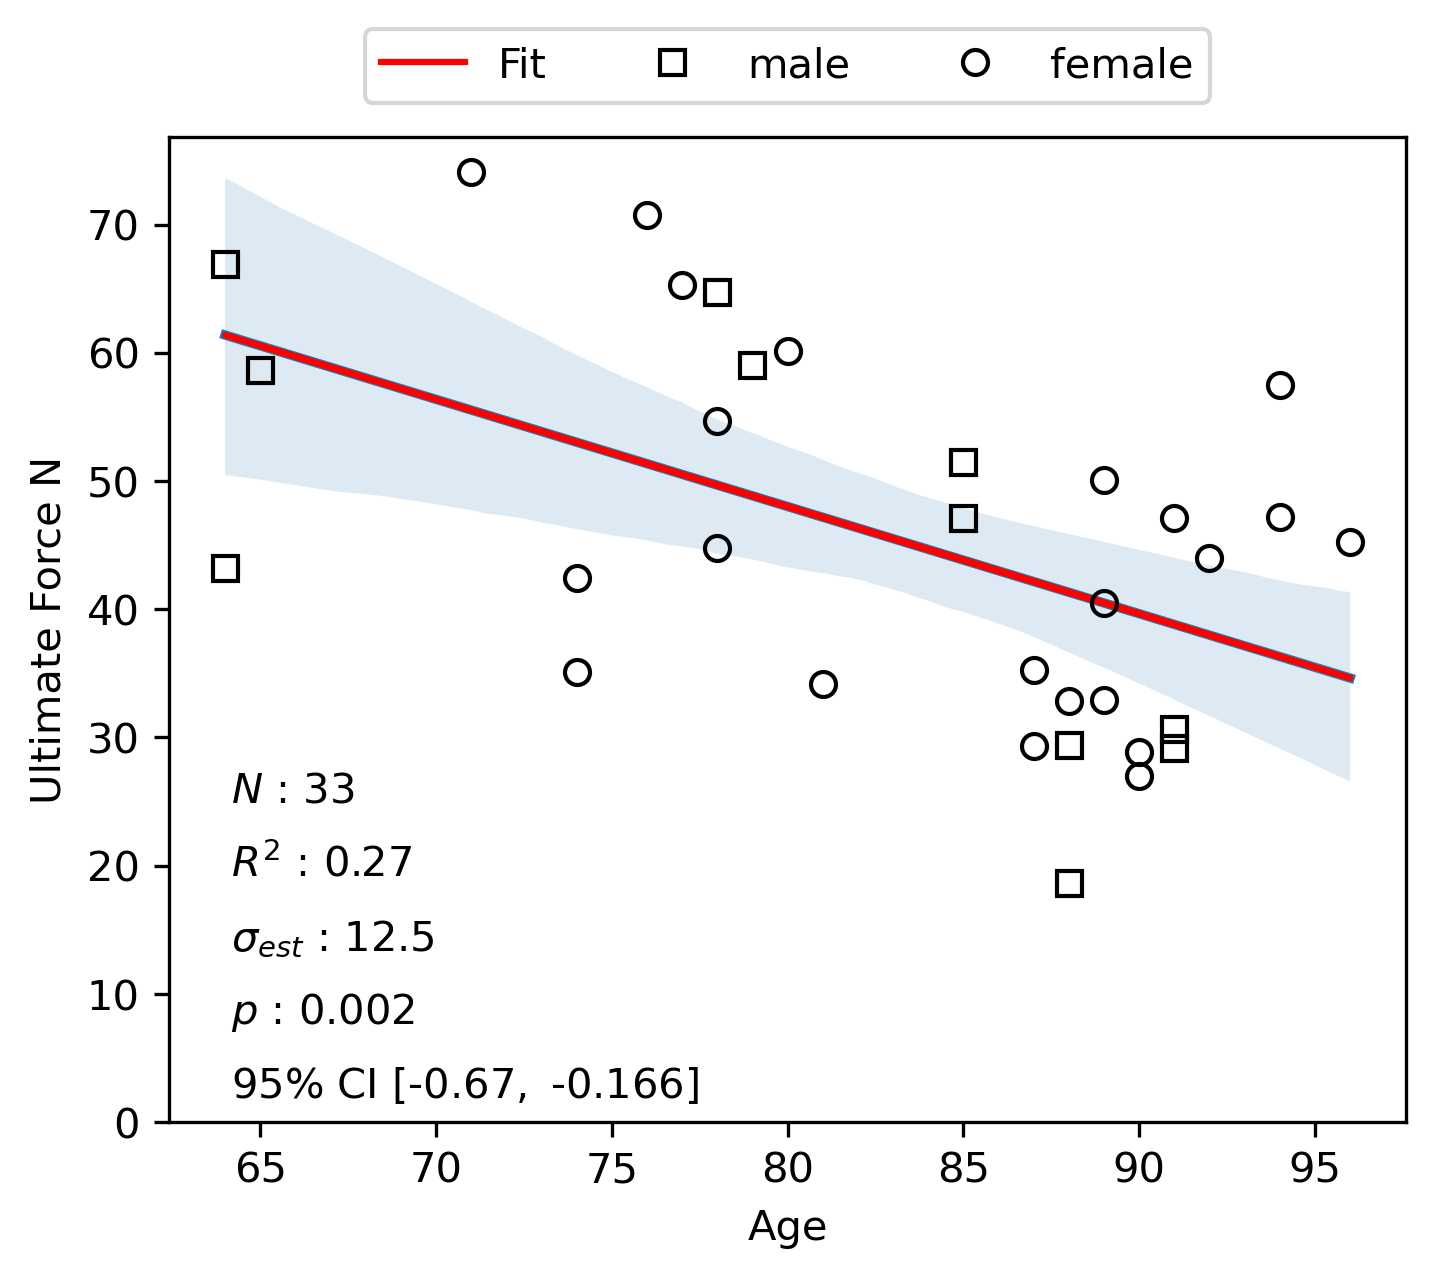 Fit male female
70
60
50
40
30
20
10
0
Ultimate Force N
N : 33
R² : 0.27
σest : 12.5
p : 0.002
95% CI [-0.67, -0.166]
65 70 75 80 85 90 95
Age